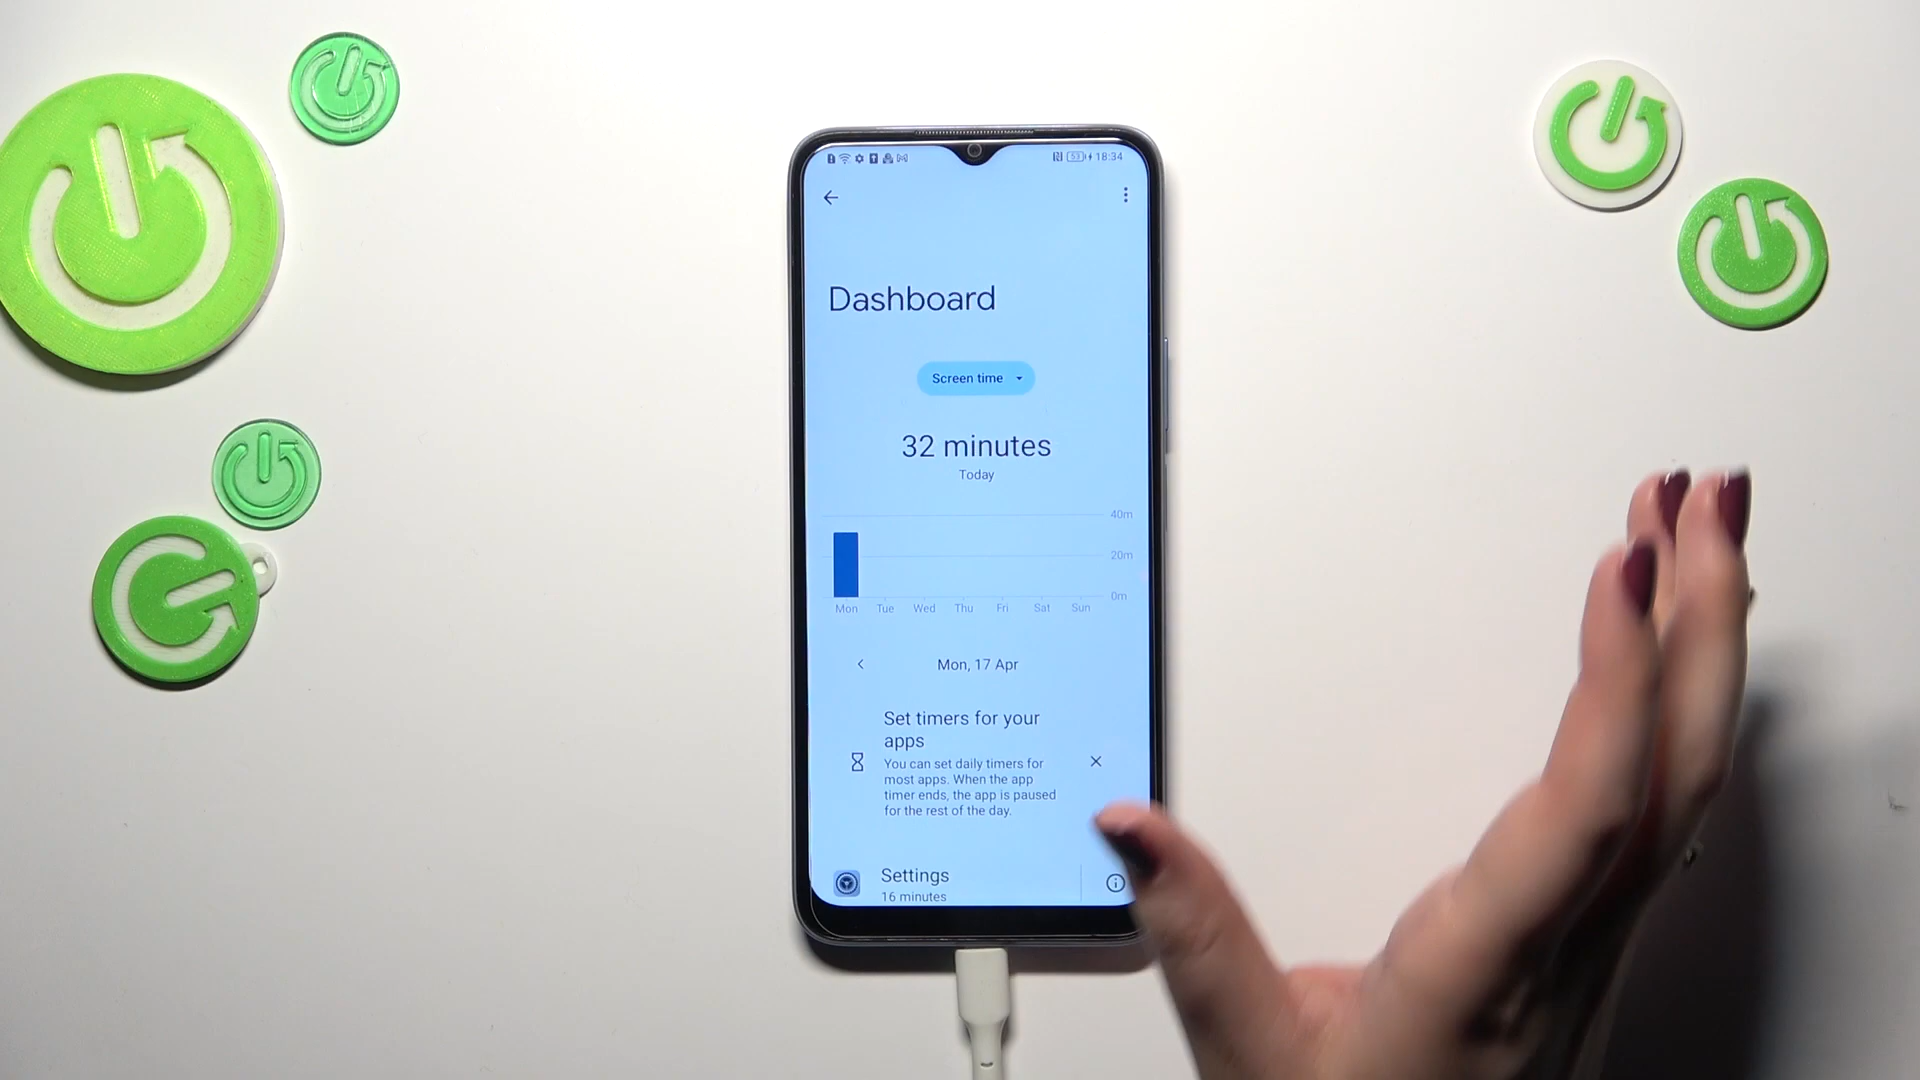 53 18:34
Dashboard
Screen time
32 minutes
Today
40m
20m
0m
Mon Tue Wed Thu Fri Sat Sun
Mon, 17 Apr
Set timers for your
apps
You can set daily timers for
most apps. When the app
timer ends, the app is paused
for the rest of the day.
Settings
16 minutes